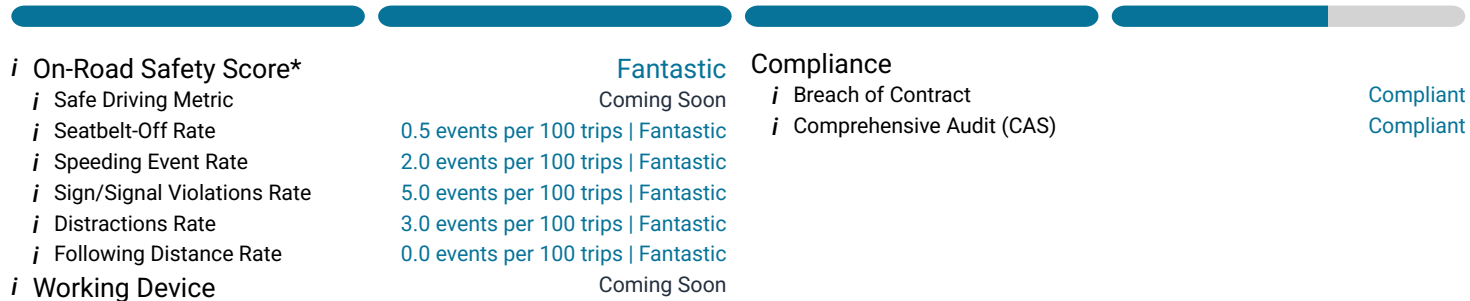 i On-Road Safety Score* Fantastic
i Safe Driving Metric Coming Soon
i Seatbelt-Off Rate 0.5 events per 100 trips | Fantastic
i Speeding Event Rate 2.0 events per 100 trips | Fantastic
i Sign/Signal Violations Rate 5.0 events per 100 trips | Fantastic
i Distractions Rate 3.0 events per 100 trips | Fantastic
i Following Distance Rate 0.0 events per 100 trips | Fantastic
i Working Device Coming Soon
Compliance
i Breach of Contract Compliant
i Comprehensive Audit (CAS) Compliant